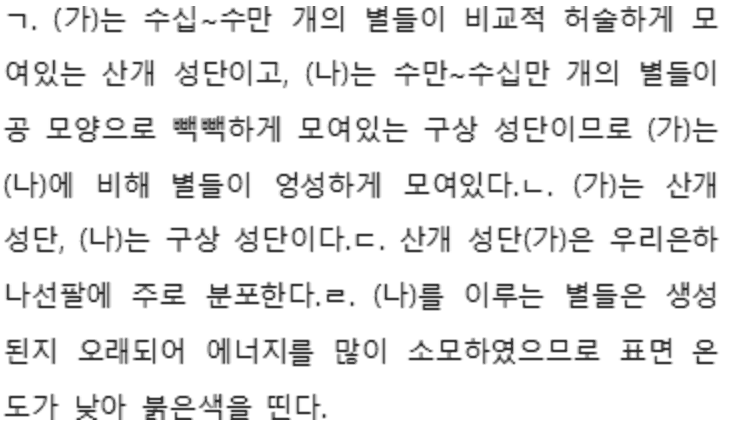 ㄱ. (가)는 수십~수만 개의 별들이 비교적 허술하게 모
여있는 산개 성단이고, (나)는 수만~수십만 개의 별들이
공 모양으로 빽빽하게 모여있는 구상 성단이므로 (가)는
(나)에 비해 별들이 엉성하게 모여있다.ㄴ. (가)는 산개
성단, (나)는 구상 성단이다.ㄷ. 산개 성단(가)은 우리은하
나선팔에 주로 분포한다.ㄹ. (나)를 이루는 별들은 생성
된지 오래되어 에너지를 많이 소모하였으므로 표면 온
도가 낮아 붉은색을 띤다.